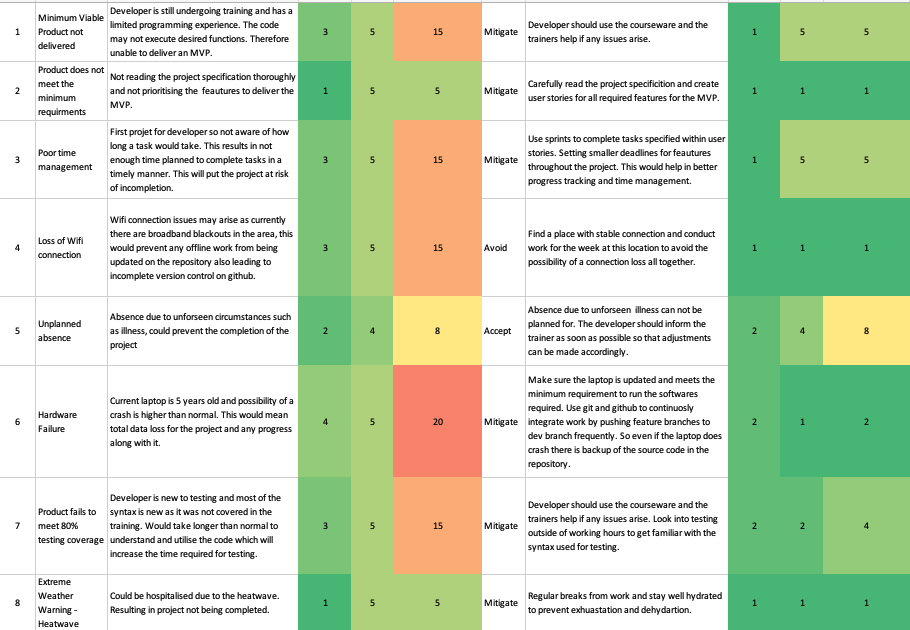 1
Minimum Viable
Product not
delivered
Developer is still undergoing training and has a
limited programming experience. The code
may not execute desired functions. Therefore
unable to deliver an MVP.
3
5
15
Mitigate
Developer should use the courseware and the
trainers help if any issues arise.
1
5
5
2
Product does not
meet the
minimum
requirments
Not reading the project specification thoroughly
and not prioritising the feautures to deliver the
MVP.
1
5
5
Mitigate
Carefully read the project specificition and create
user stories for all required features for the MVP.
1
1
1
3
Poor time
management
First projet for developer so not aware of how
long a task would take. This results in not
enough time planned to complete tasks in a
timely manner. This will put the project at risk
of incompletion.
3
5
15
Mitigate
Use sprints to complete tasks specified within user
stories. Setting smaller deadlines for feautures
throughout the project. This would help in better
progress tracking and time management.
1
5
5
4
Loss of Wifi
connection
Wifi connection issues may arise as currently
there are broadband blackouts in the area, this
would prevent any offline work from being
updated on the repository also leading to
incomplete version control on github.
3
5
15
Avoid
Find a place with stable connection and conduct
work for the week at this location to avoid the
possibility of a connection loss all together.
1
1
1
5
Unplanned
absence
Absence due to unforseen circumstances such
as illness, could prevent the completion of the
project
2
4
8
Accept
Absence due to unforseen illness can not be
planned for. The developer should inform the
trainer as soon as possible so that adjustments
can be made accordingly.
2
4
8
6
Hardware
Failure
Current laptop is 5 years old and possibility of a
crash is higher than normal. This would mean
total data loss for the project and any progress
along with it.
4
5
20
Mitigate
Make sure the laptop is updated and meets the
minimum requirement to run the softwares
required. Use git and github to continuosly
integrate work by pushing feature branches to
dev branch frequently. So even if the laptop does
crash there is backup of the source code in the
repository.
2
1
2
7
Product fails to
meet 80%
testing coverage
Developer is new to testing and most of the
syntax is new as it was not covered in the
training. Would take longer than normal to
understand and utilise the code which will
increase the time required for testing.
3
5
15
Mitigate
Developer should use the courseware and the
trainers help if any issues arise. Look into testing
outside of working hours to get familiar with the
syntax used for testing.
2
2
4
8
Extreme
Weather
Warning -
Heatwave
Could be hospitalised due to the heatwave.
Resulting in project not being completed.
1
5
5
Mitigate
Regular breaks from work and stay well hydrated
to prevent exhuastation and dehydartion.
1
1
1